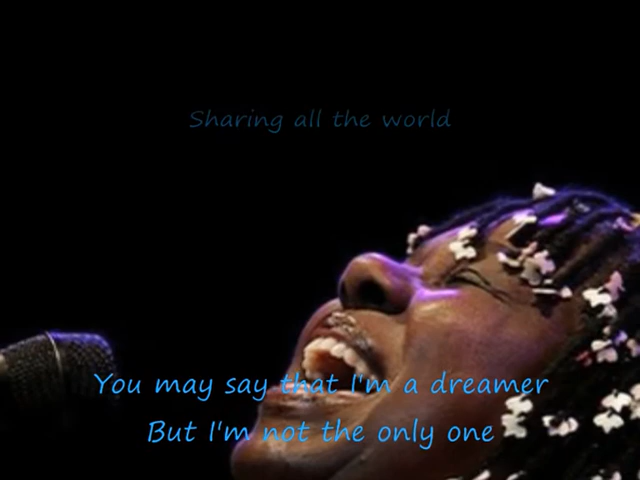 Sharing all the world
You may say that I'm a dreamer
But I'm not the only one